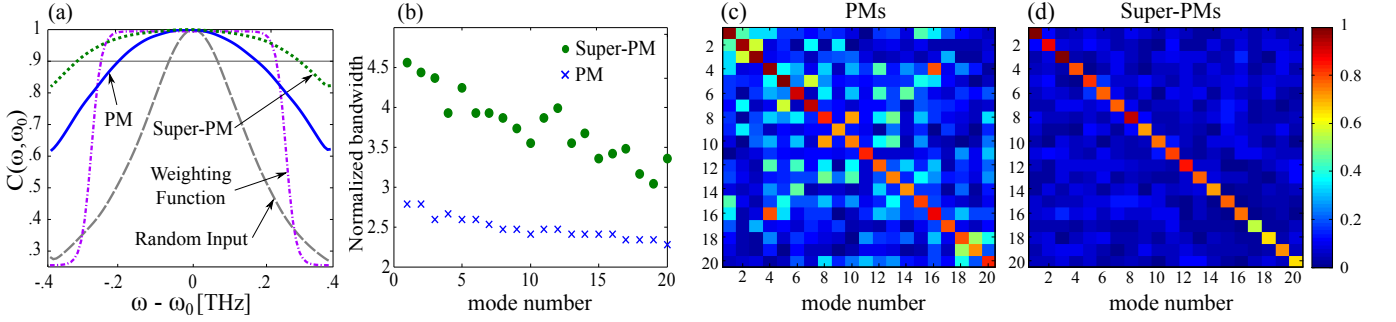 (a)
C(ω,ω₀)
1
.9
.8
.7
.6
.5
.4
.3
PM
Super-PM
Weighting
Function
Random Input
-.4
-.2
0
.2
.4
ω - ω₀ [THz]
(b)
Normalized bandwidth
4.5
4
3.5
3
2.5
2
Super-PM
PM
0
5
10
15
20
mode number
(c)
PMs
2
4
6
8
10
12
14
16
18
20
2 4 6 8 10 12 14 16 18 20
mode number
(d)
Super-PMs
2
4
6
8
10
12
14
16
18
20
2 4 6 8 10 12 14 16 18 20
mode number
1
0.8
0.6
0.4
0.2
0